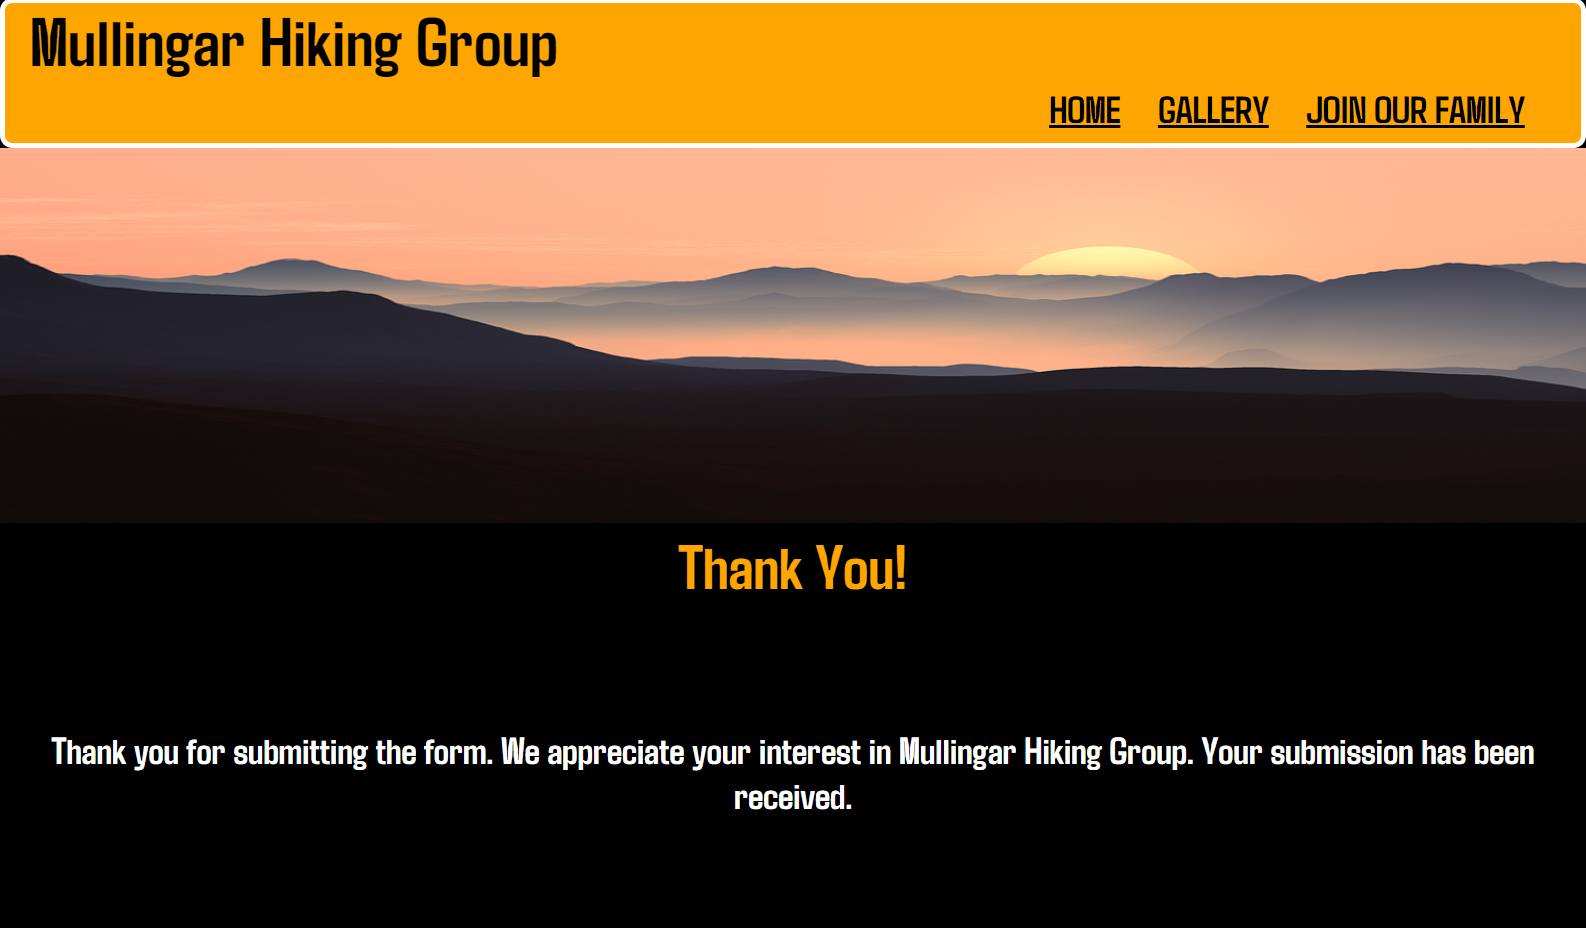 Mullingar Hiking Group
HOME GALLERY JOIN OUR FAMILY
Thank You!
Thank you for submitting the form. We appreciate your interest in Mullingar Hiking Group. Your submission has been
received.